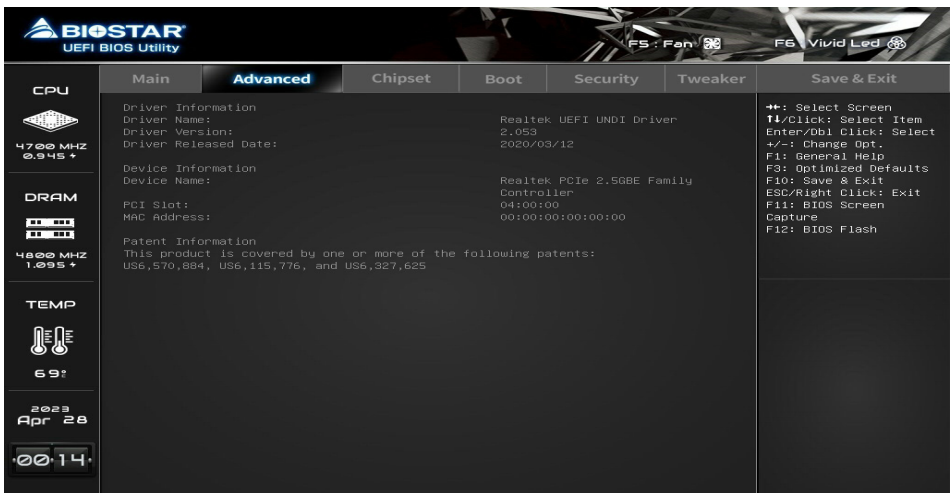 BIOSTAR
UEFI BIOS Utility
F5 : Fan
F6 Vivid Led
Main Advanced Chipset Boot Security Tweaker Save & Exit
CPU
4700 MHZ
0.945 +
DRAM
4800 MHZ
1.095 +
TEMP
69°C
2023
Apr 28
00:14
Driver Information
Driver Name: Realtek UEFI UNDI Driver
Driver Version: 2.053
Driver Released Date: 2020/03/12
Device Information
Device Name: Realtek PCIe 2.5GBE Family
Controller
PCI Slot: 04:00:00
MAC Address: 00:00:00:00:00:00
Patent Information
This product is covered by one or more of the following patents:
US6,570,884, US6,115,776, and US6,327,625
→←: Select Screen
↑↓/Click: Select Item
Enter/Dbl Click: Select
+/-: Change Opt.
F1: General Help
F3: Optimized Defaults
F10: Save & Exit
ESC/Right Click: Exit
F11: BIOS Screen
Capture
F12: BIOS Flash